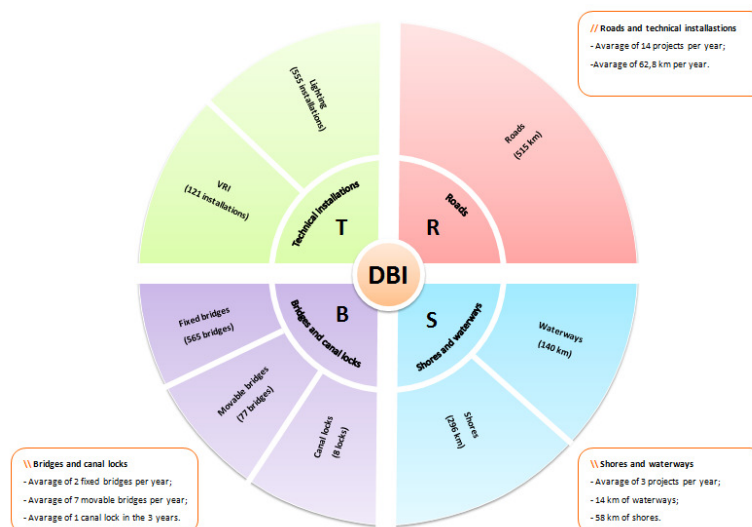 // Roads and technical installastions
- Avarage of 14 projects per year;
-Avarage of 62,8 km per year.
Lighting
(555 installations)
Roads
(515 km)
VRI
(121 installations)
Technical installations
T
Roads
R
DBI
Fixed bridges
(565 bridges)
B
Bridges and canal locks
S
Shores and waterways
Waterways
(140 km)
Movable bridges
(77 bridges)
Canal locks
(8 locks)
Shores
(296 km)
\\ Bridges and canal locks
- Avarage of 2 fixed bridges per year;
- Avarage of 7 movable bridges per year;
- Avarage of 1 canal lock in the 3 years.
\\ Shores and waterways
- Avarage of 3 projects per year;
- 14 km of waterways;
- 58 km of shores.